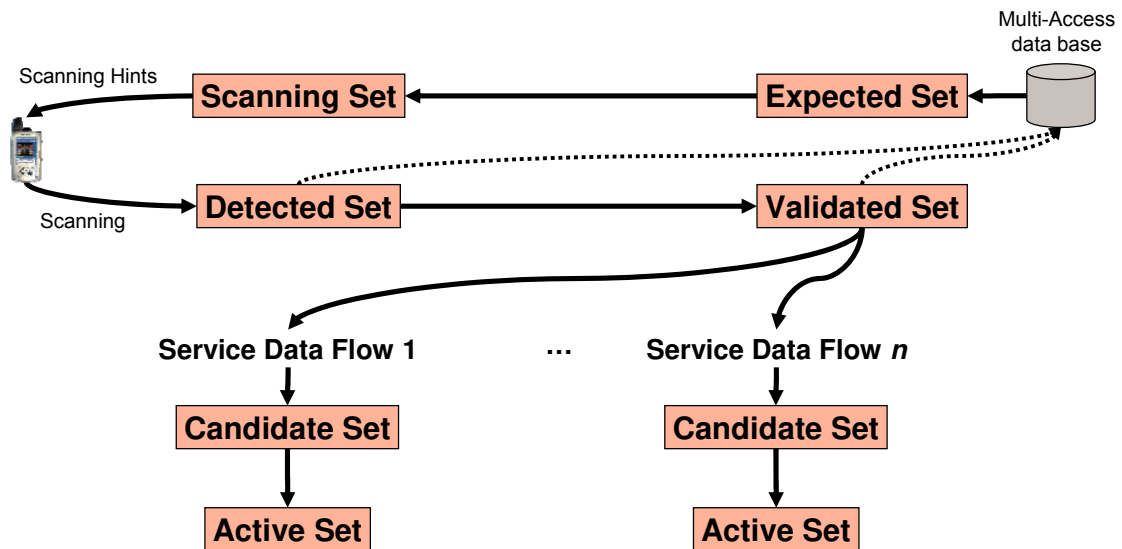 Multi-Access
data base
Scanning Hints
Scanning Set
Expected Set
Scanning
Detected Set
Validated Set
Service Data Flow 1
...
Service Data Flow n
Candidate Set
Candidate Set
Active Set
Active Set